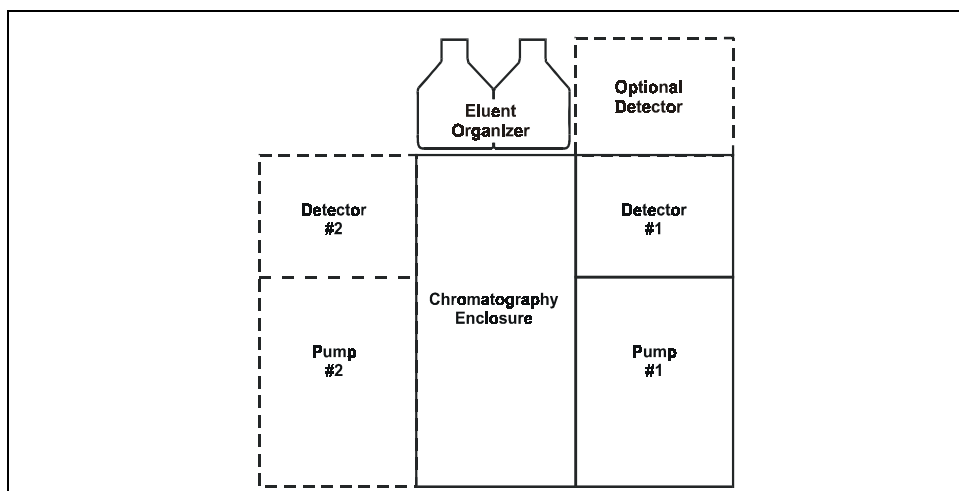 Optional
Detector
Eluent
Organizer
Detector
#2
Detector
#1
Chromatography
Enclosure
Pump
#2
Pump
#1